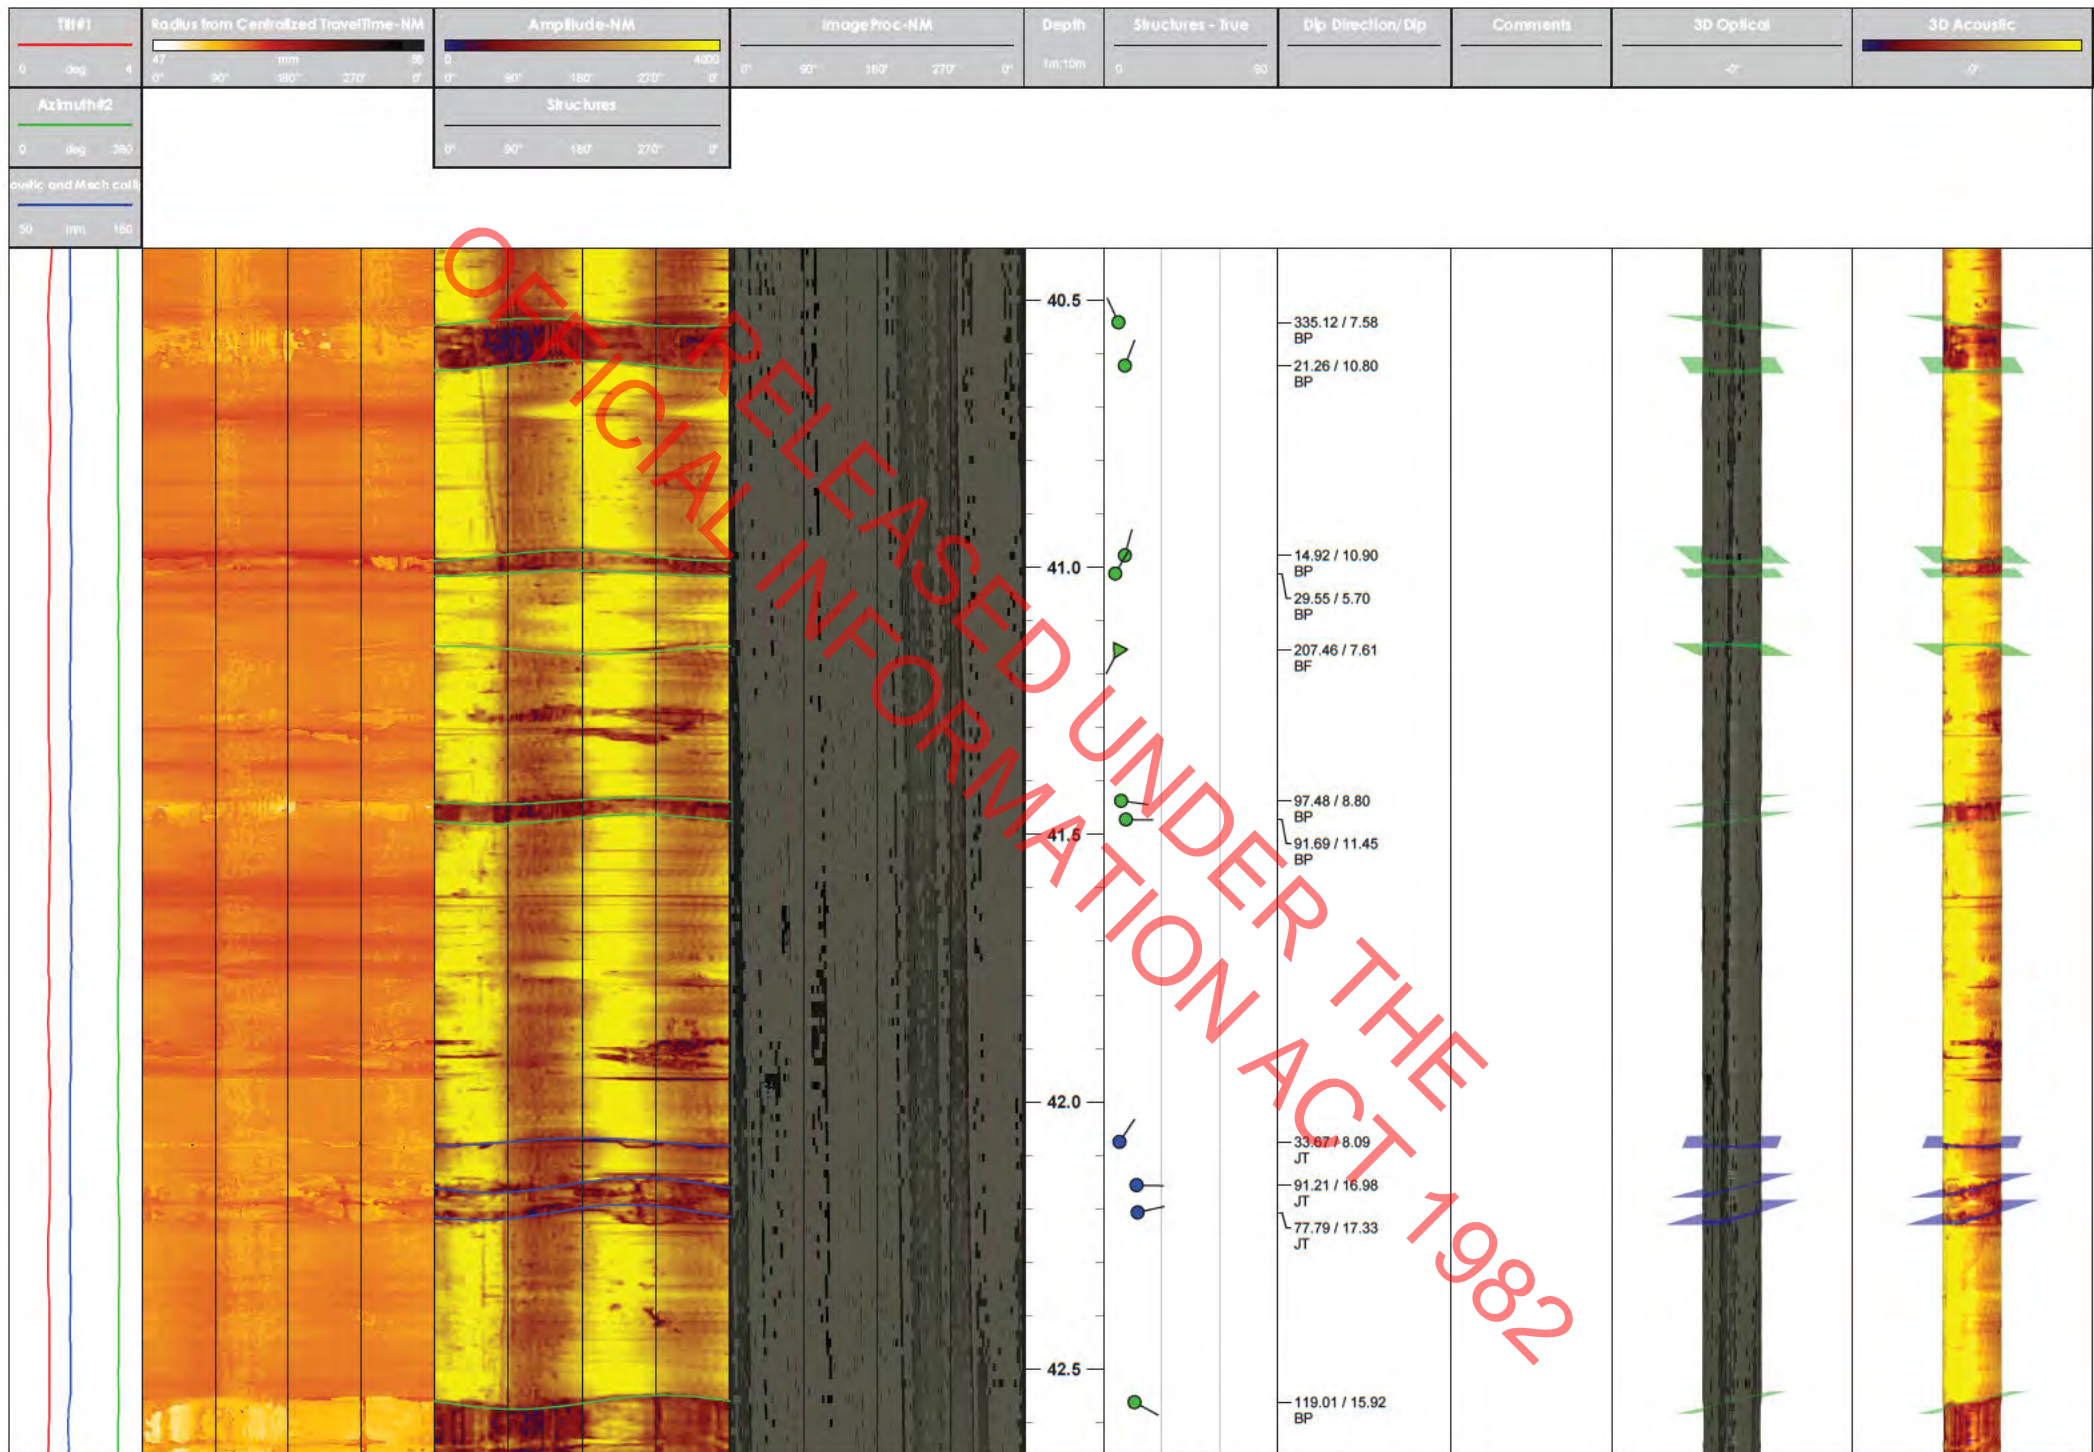 Tilt#1
0 deg 4
Azimuth#2
0 deg 360
oustic and Mech cali
50 mm 160
Radius from Centralized TravelTime-NM
47 mm 56
0° 90° 180° 270° 0°
Amplitude-NM
0 4000
0° 90° 180° 270° 0°
Structures
0° 90° 180° 270° 0°
ImageProc-NM
0° 90° 180° 270° 0°
Depth
1m:10m
Structures - True
0 90
Dip Direction/Dip
Comments
3D Optical
-0°
3D Acoustic
-0°
40.5
41.0
41.5
42.0
42.5
335.12 / 7.58
BP
21.26 / 10.80
BP
14.92 / 10.90
BP
29.55 / 5.70
BP
207.46 / 7.61
BF
97.48 / 8.80
BP
91.69 / 11.45
BP
33.67 / 8.09
JT
91.21 / 16.98
JT
77.79 / 17.33
JT
119.01 / 15.92
BP
RELEASED UNDER THE
OFFICIAL INFORMATION ACT 1982